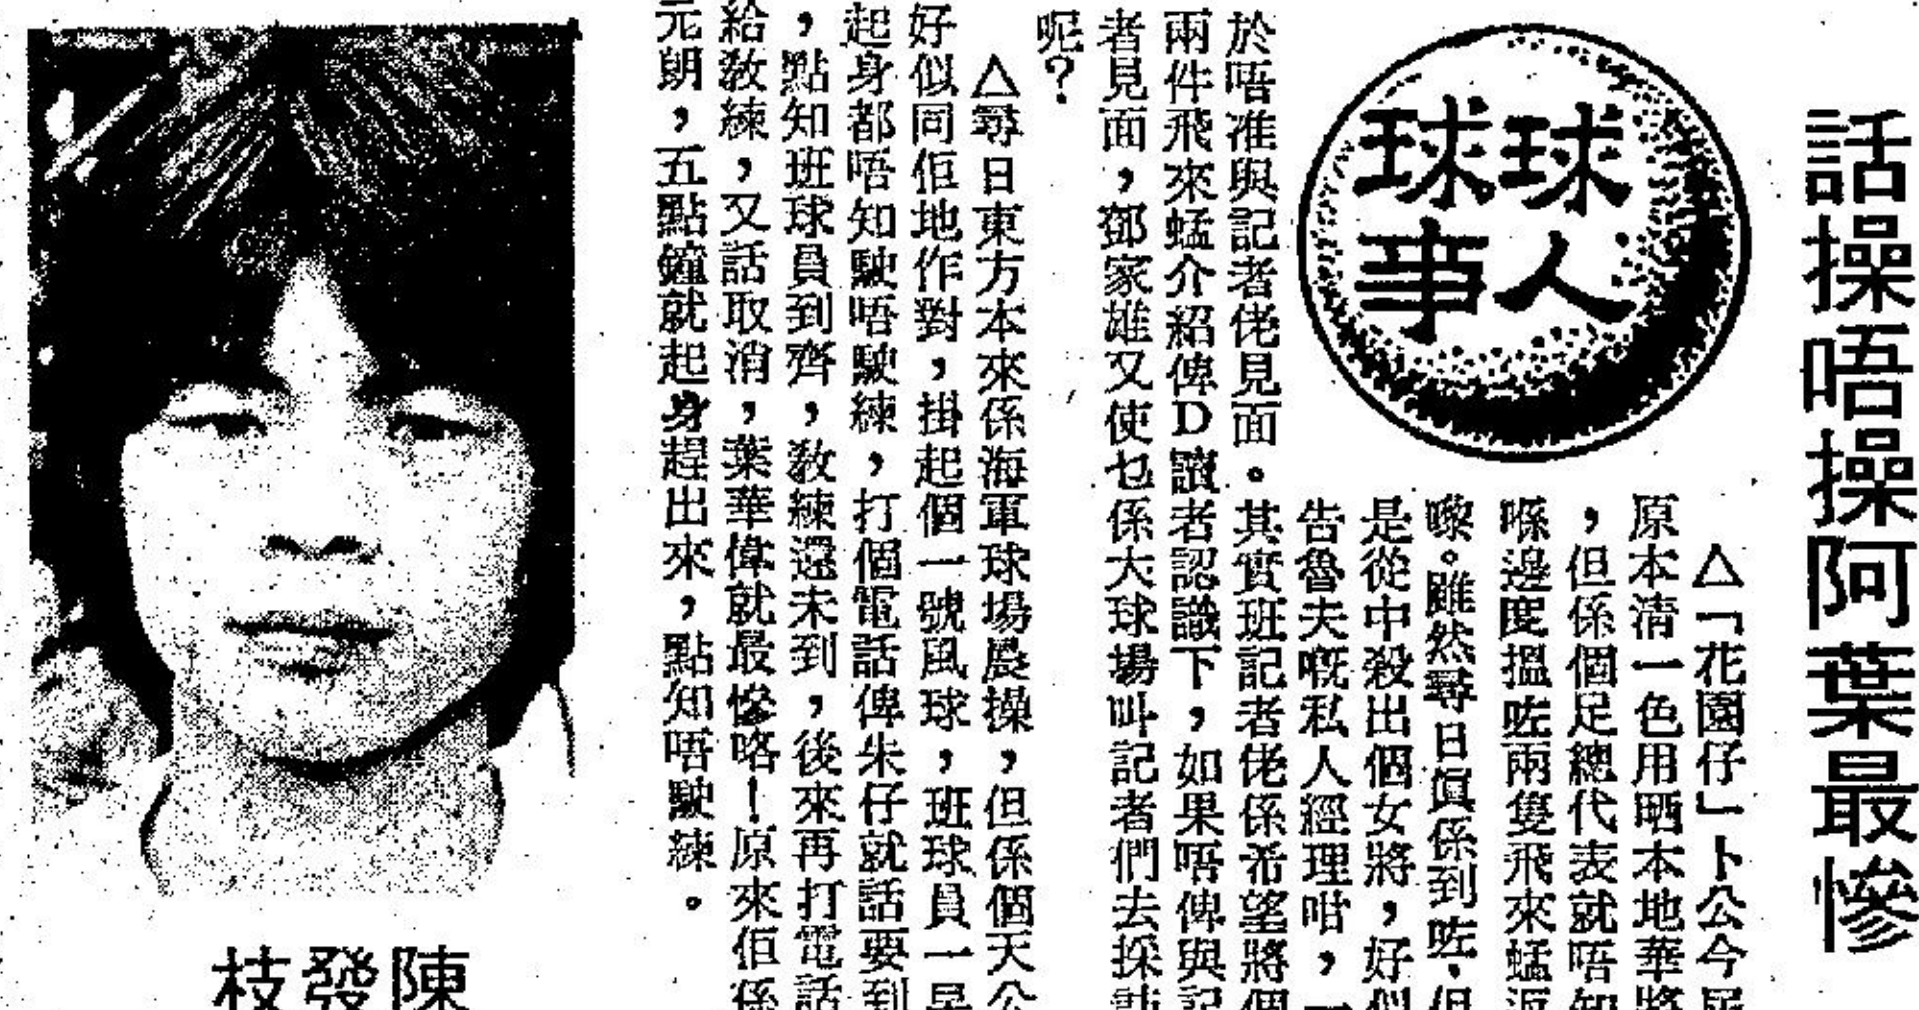 話操唔操阿葉最慘
球人
球事
△「花園仔」卜公今屆
原本清一色用晒本地華將
，但係個足總代表就唔知
喺邊度搵咗兩隻飛來蜢返
嚟。雖然尋日眞係到咗，但
是從中殺出個女將，好似
告魯夫嘅私人經理咁，一
於唔准與記者佬見面。其實班記者佬係希望將個
兩件飛來蜢介紹俾D讀者認識下，如果唔俾與記
者見面，鄧家雄又使乜係大球場叫記者們去採訪
呢？
△尋日東方本來係海軍球場晨操，但係個天公
好似同佢地作對，掛起個一號風球，班球員一早
起身都唔知駛唔駛練，打個電話俾朱仔就話要到
，點知班球員到齊，教練還未到，後來再打電話
給教練，又話取消，葉華偉就最慘咯！原來佢係
元朗，五點鐘就起身趕出來，點知唔駛練。
陳發枝